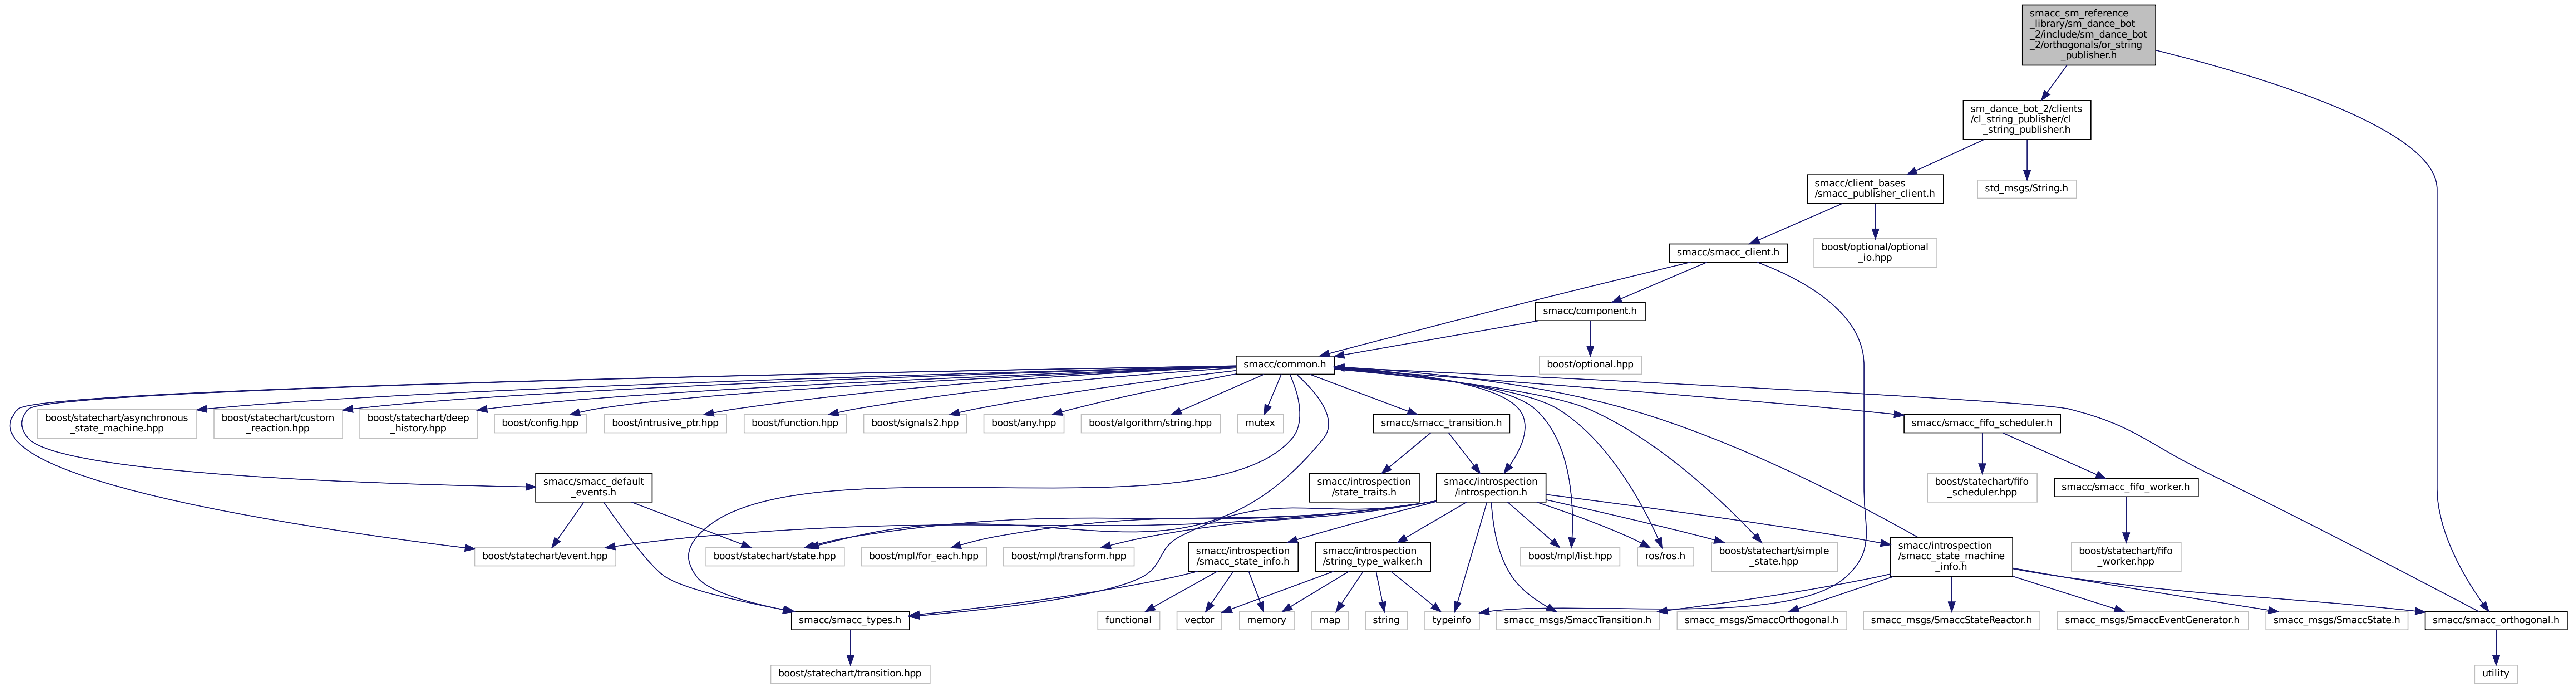 smacc_sm_reference
_library/sm_dance_bot
_2/include/sm_dance_bot
_2/orthogonals/or_string
_publisher.h
sm_dance_bot_2/clients
/cl_string_publisher/cl
_string_publisher.h
smacc/client_bases
/smacc_publisher_client.h
std_msgs/String.h
smacc/smacc_client.h
boost/optional/optional
_io.hpp
smacc/component.h
smacc/common.h
boost/optional.hpp
boost/statechart/asynchronous
_state_machine.hpp
boost/statechart/custom
_reaction.hpp
boost/statechart/deep
_history.hpp
boost/config.hpp
boost/intrusive_ptr.hpp
boost/function.hpp
boost/signals2.hpp
boost/any.hpp
boost/algorithm/string.hpp
mutex
smacc/smacc_transition.h
smacc/smacc_fifo_scheduler.h
smacc/smacc_default
_events.h
smacc/introspection
/state_traits.h
smacc/introspection
/introspection.h
boost/statechart/fifo
_scheduler.hpp
smacc/smacc_fifo_worker.h
boost/statechart/event.hpp
boost/statechart/state.hpp
boost/mpl/for_each.hpp
boost/mpl/transform.hpp
smacc/introspection
/smacc_state_info.h
smacc/introspection
/string_type_walker.h
boost/mpl/list.hpp
ros/ros.h
boost/statechart/simple
_state.hpp
smacc/introspection
/smacc_state_machine
_info.h
boost/statechart/fifo
_worker.hpp
smacc/smacc_types.h
functional
vector
memory
map
string
typeinfo
smacc_msgs/SmaccTransition.h
smacc_msgs/SmaccOrthogonal.h
smacc_msgs/SmaccStateReactor.h
smacc_msgs/SmaccEventGenerator.h
smacc_msgs/SmaccState.h
smacc/smacc_orthogonal.h
boost/statechart/transition.hpp
utility